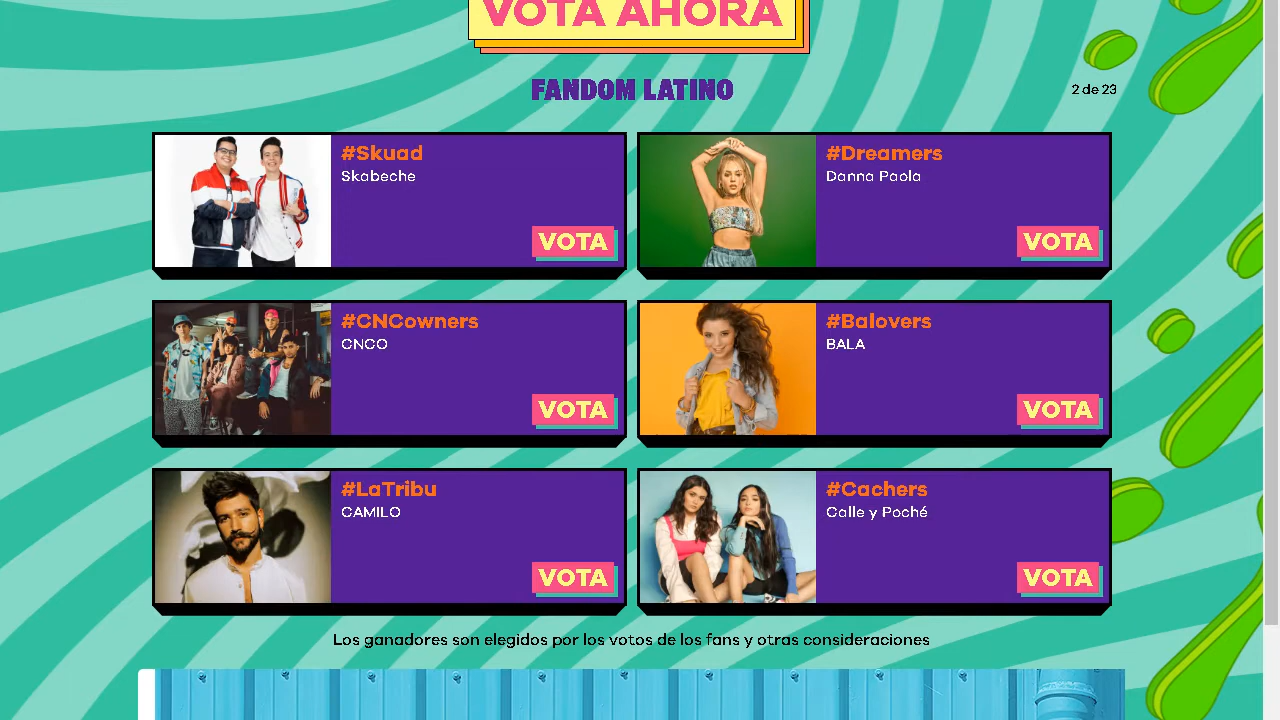 VOTA AHORA
FANDOM LATINO
2 de 23
#Skuad
Skabeche
VOTA
#Dreamers
Danna Paola
VOTA
#CNCowners
CNCO
VOTA
#Balovers
BALA
VOTA
#LaTribu
CAMILO
VOTA
#Cachers
Calle y Poché
VOTA
Los ganadores son elegidos por los votos de los fans y otras consideraciones